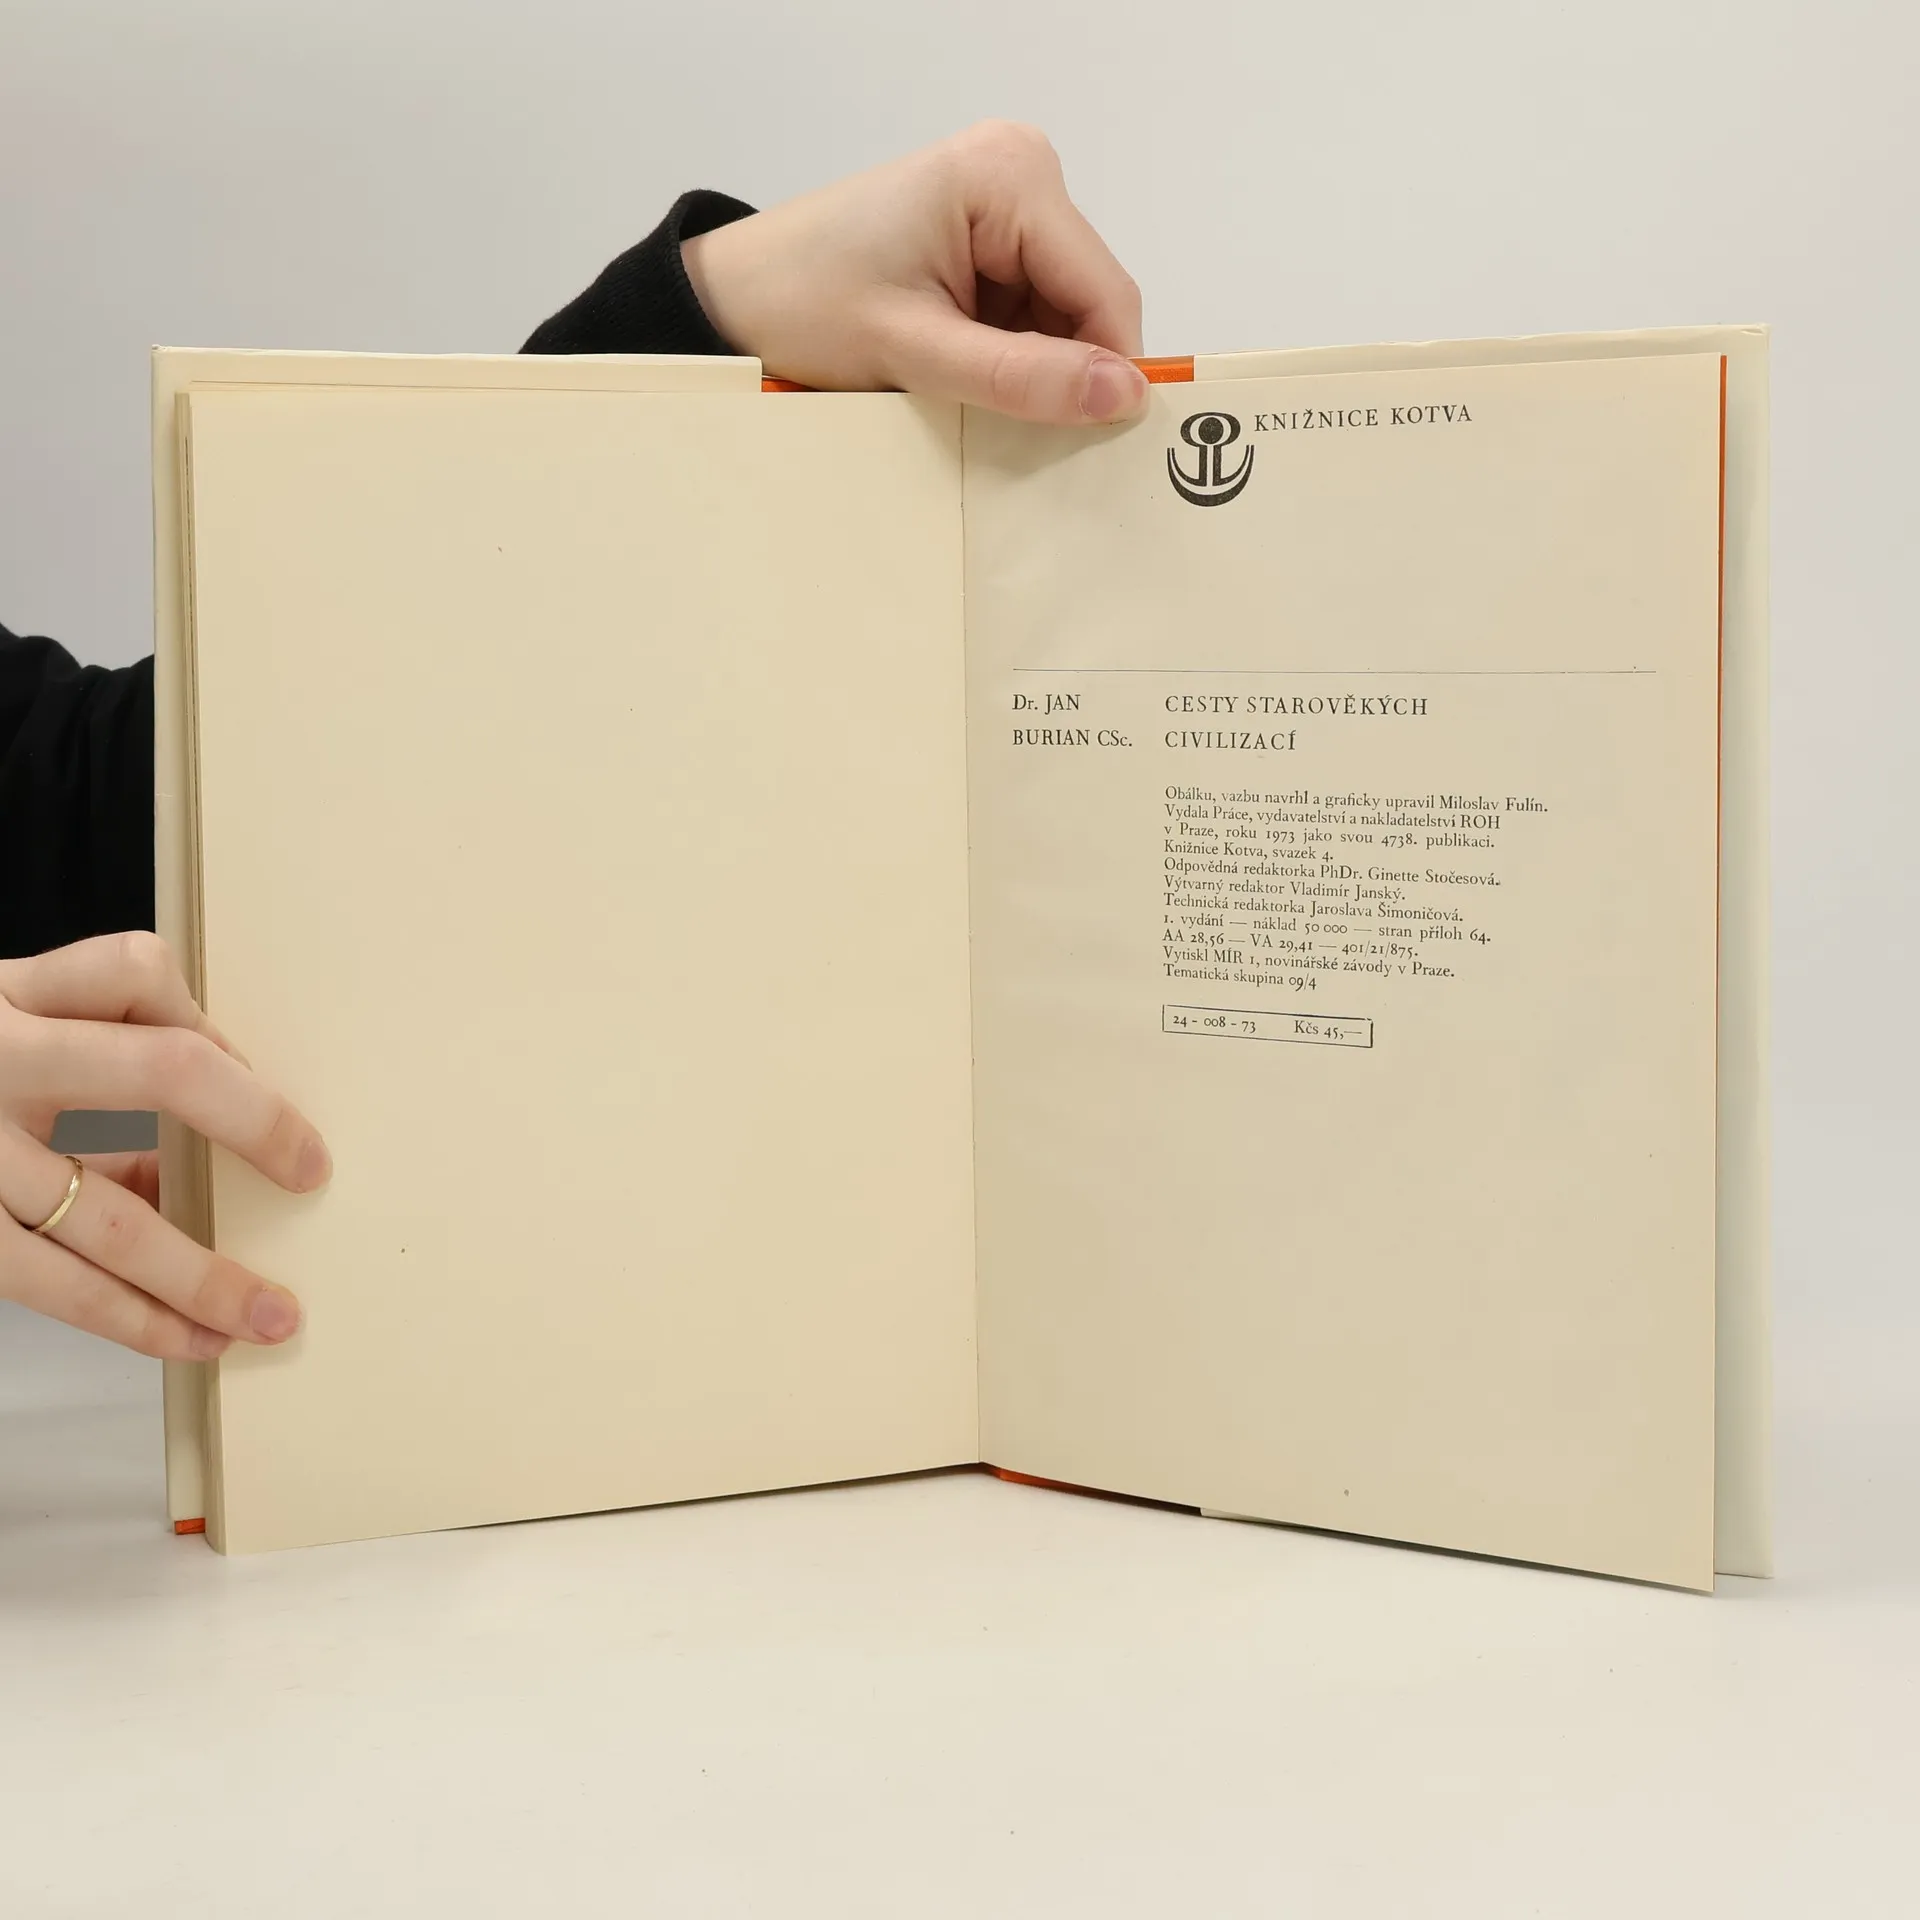 KNIŽNICE KOTVA
Dr. JAN
BURIAN CSc.
CESTY STAROVĚKÝCH
CIVILIZACÍ
Obálku, vazbu navrhl a graficky upravil Miloslav Fulín.
Vydala Práce, vydavatelství a nakladatelství ROH
v Praze, roku 1973 jako svou 4738. publikaci.
Knižnice Kotva, svazek 4.
Odpovědná redaktorka PhDr. Ginette Stočesová.
Výtvarný redaktor Vladimír Janský.
Technická redaktorka Jaroslava Šimoničová.
1. vydání — náklad 50 000 — stran příloh 64.
AA 28,56 — VA 29,41 — 401/21/875.
Vytiskl MÍR 1, novinářské závody v Praze.
Tematická skupina 09/4
24 - 008 - 73 Kčs 45,—